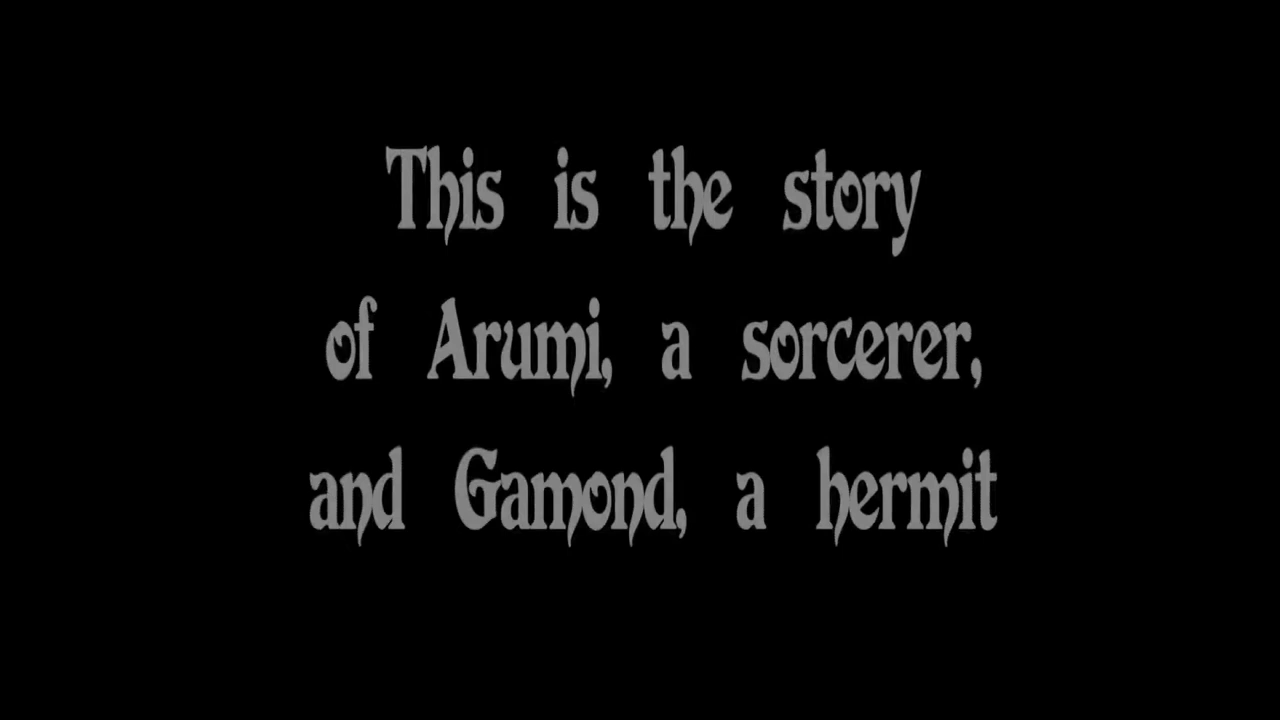 This is the story
of Arumi, a sorcerer,
and Gamond, a hermit